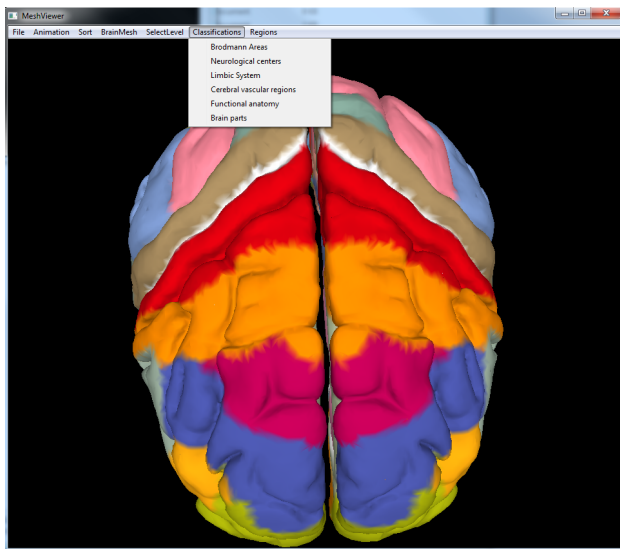 MeshViewer
File Animation Sort BrainMesh SelectLevel Classifications Regions
Brodmann Areas
Neurological centers
Limbic System
Cerebral vascular regions
Functional anatomy
Brain parts